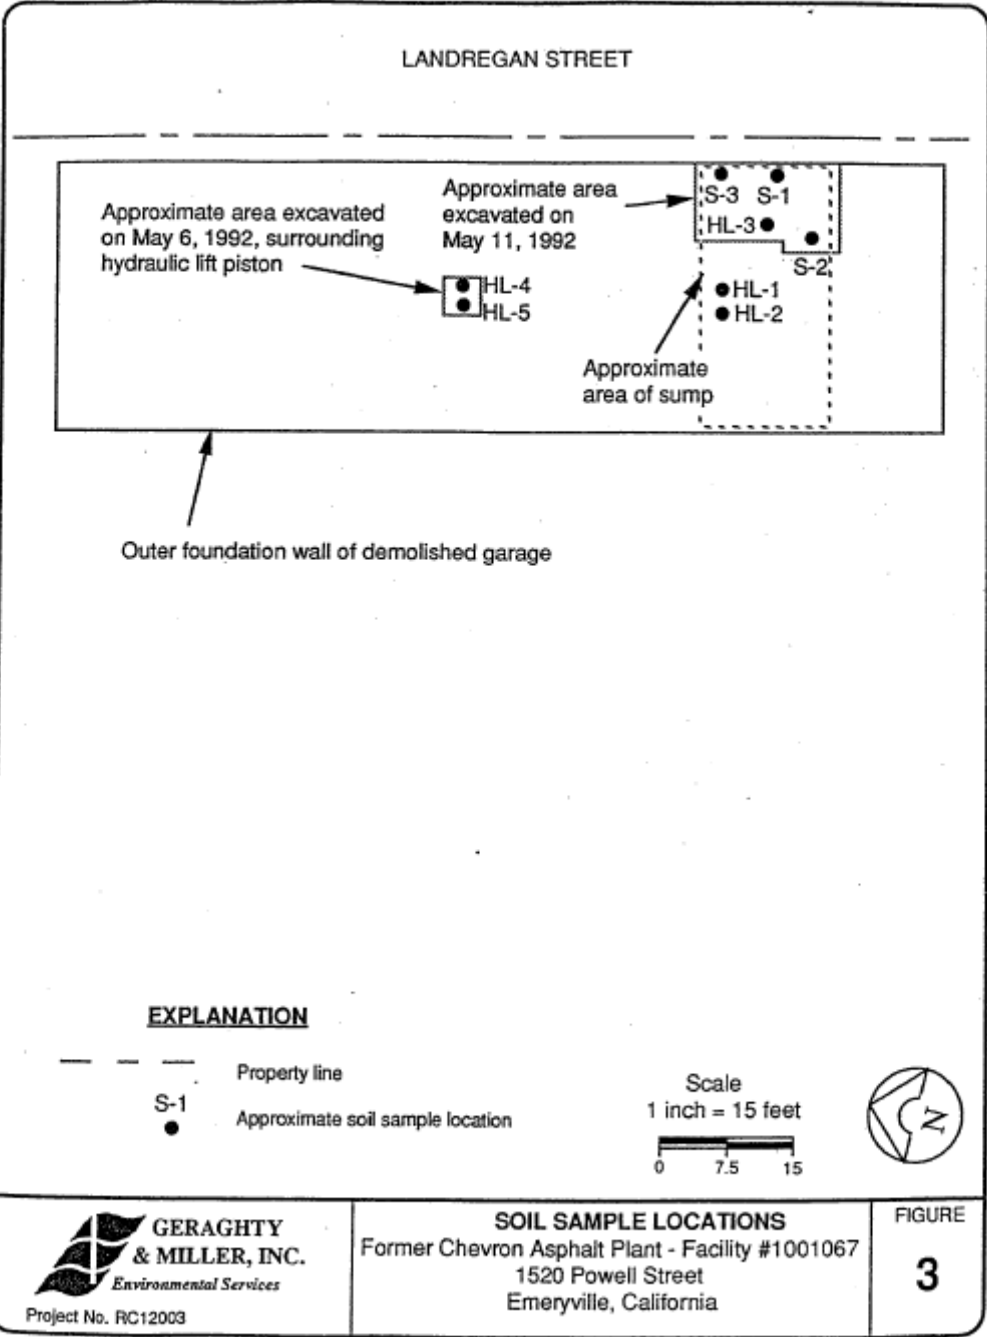 LANDREGAN STREET
Approximate area excavated
on May 6, 1992, surrounding
hydraulic lift piston
Approximate area
excavated on
May 11, 1992
S-3
S-1
HL-3
S-2
HL-4
HL-5
HL-1
HL-2
Approximate
area of sump
Outer foundation wall of demolished garage
EXPLANATION
Property line
S-1
Approximate soil sample location
Scale
1 inch = 15 feet
0 7.5 15
N
GERAGHTY
& MILLER, INC.
Environmental Services
Project No. RC12003
SOIL SAMPLE LOCATIONS
Former Chevron Asphalt Plant - Facility #1001067
1520 Powell Street
Emeryville, California
FIGURE
3